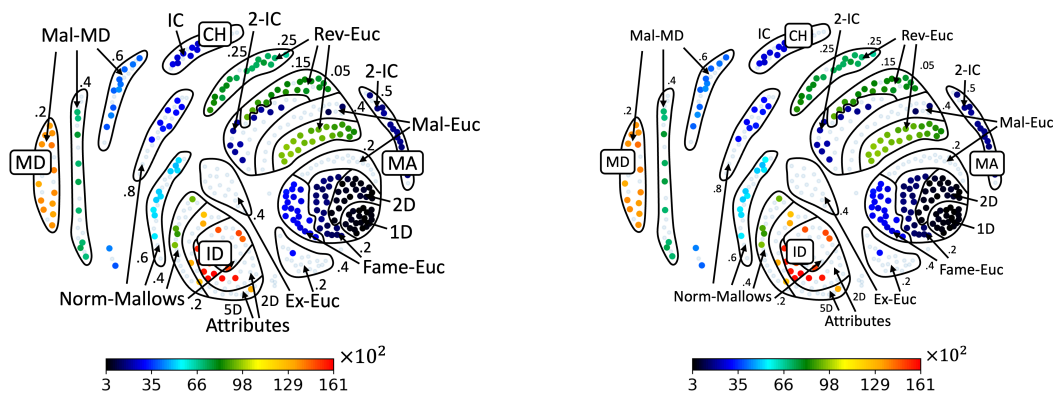 IC
CH
2-IC
Mal-MD
.6
.25
.25
Rev-Euc
.15
.05
2-IC
.5
.4
.2
.4
Mal-Euc
.2
MD
MA
.8
.4
2D
1D
ID
.2
.4
Fame-Euc
.6
.4
.2
Norm-Mallows
.2
5D
2D
Ex-Euc
Attributes
×10²
3 35 66 98 129 161
IC
CH
2-IC
Mal-MD
.6
.25
.25
Rev-Euc
.15
.05
2-IC
.5
.4
.2
.4
Mal-Euc
.2
MD
MA
.8
.4
2D
1D
ID
.2
.4
Fame-Euc
.6
.4
.2
Norm-Mallows
.2
5D
2D
Ex-Euc
Attributes
×10²
3 35 66 98 129 161